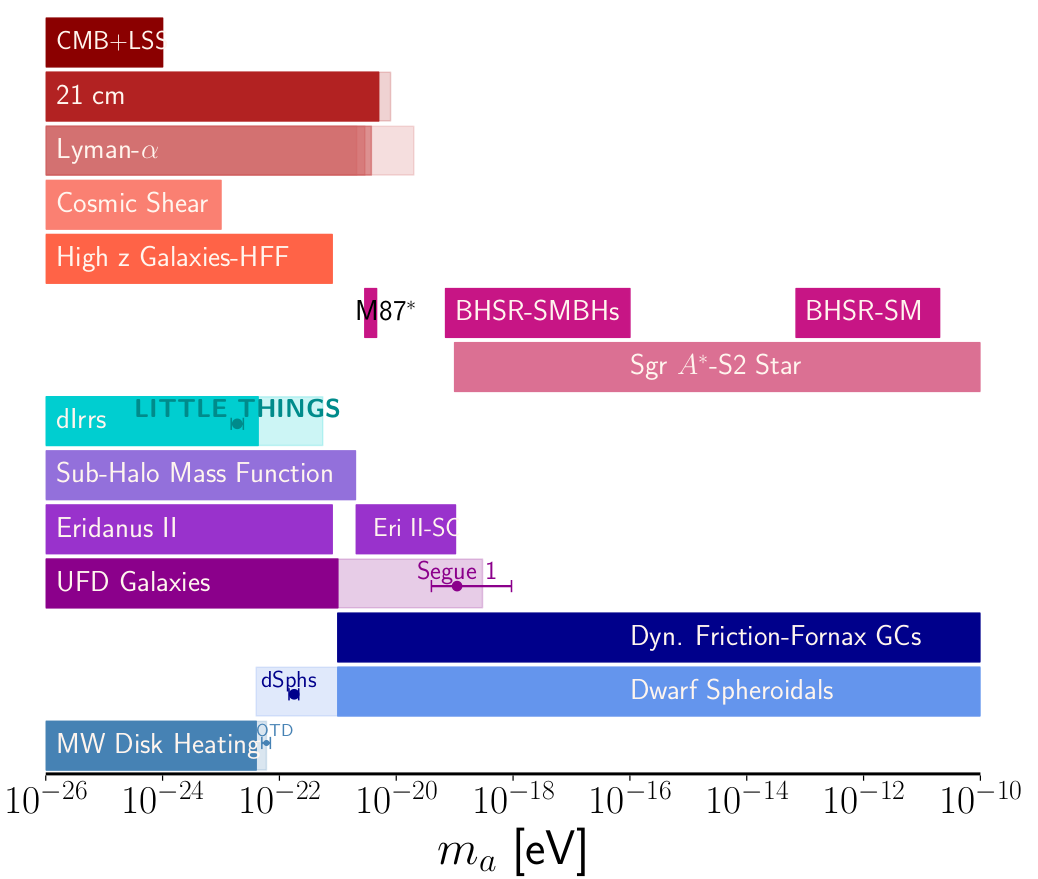 CMB+LSS
21 cm
Lyman-α
Cosmic Shear
High z Galaxies-HFF
M87* BHSR-SMBHs BHSR-SM
Sgr A*-S2 Star
LITTLE THINGS
dIrrs
Sub-Halo Mass Function
Eridanus II Eri II-SC
Segue 1
UFD Galaxies
Dyn. Friction-Fornax GCs
dSphs
Dwarf Spheroidals
OTD
MW Disk Heating
10⁻²⁶ 10⁻²⁴ 10⁻²² 10⁻²⁰ 10⁻¹⁸ 10⁻¹⁶ 10⁻¹⁴ 10⁻¹² 10⁻¹⁰
mₐ [eV]